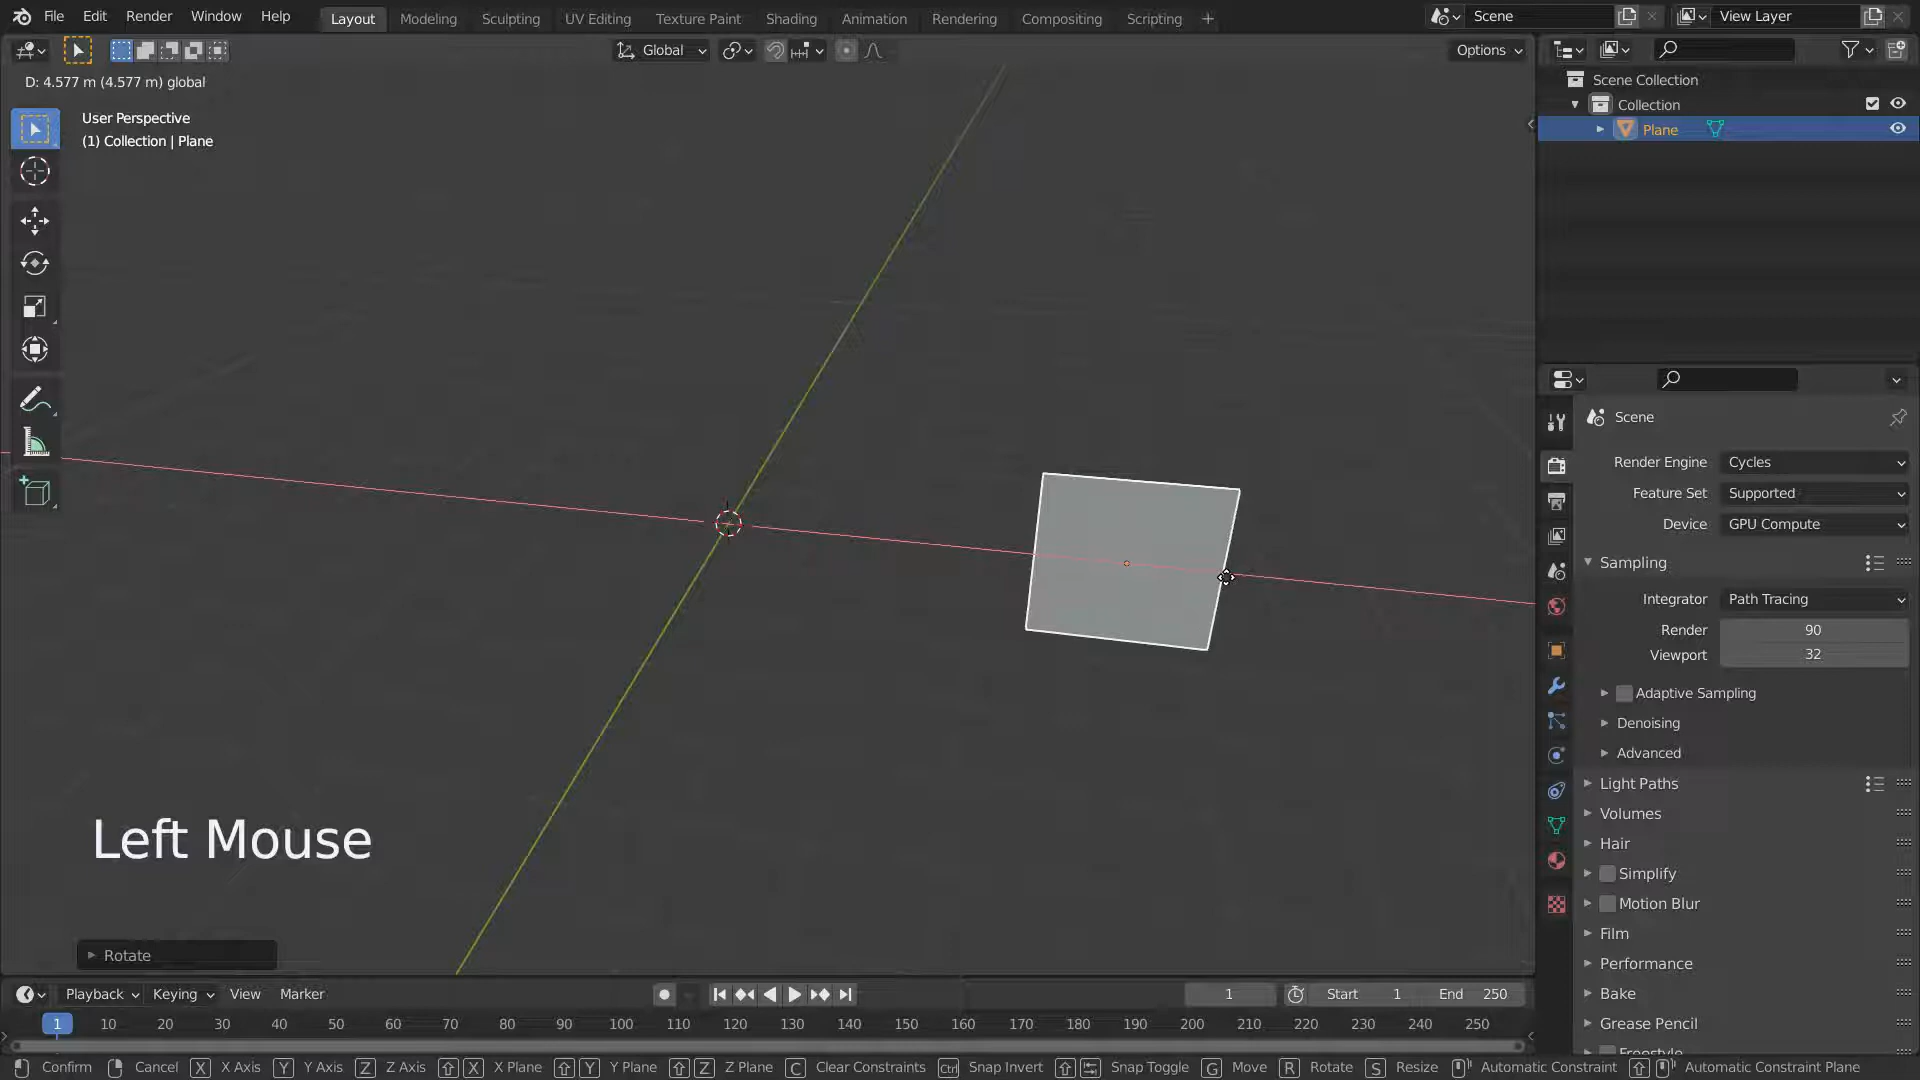 File Edit Render Window Help Layout Modeling Sculpting UV Editing Texture Paint Shading Animation Rendering Compositing Scripting + Scene View Layer
Global Options
D: 4.577 m (4.577 m) global
User Perspective
(1) Collection | Plane
Scene Collection
Collection
Plane
Scene
Render Engine Cycles
Feature Set Supported
Device GPU Compute
Sampling
Integrator Path Tracing
Render 90
Viewport 32
Adaptive Sampling
Denoising
Advanced
Light Paths
Volumes
Hair
Simplify
Motion Blur
Film
Performance
Bake
Grease Pencil
Freestyle
Left Mouse
Rotate
Playback Keying View Marker 1 Start 1 End 250
1 10 20 30 40 50 60 70 80 90 100 110 120 130 140 150 160 170 180 190 200 210 220 230 240 250
Confirm Cancel X X Axis Y Y Axis Z Z Axis X X Plane Y Y Plane Z Z Plane C Clear Constraints Ctrl Snap Invert Snap Toggle G Move R Rotate S Resize Automatic Constraint Automatic Constraint Plane